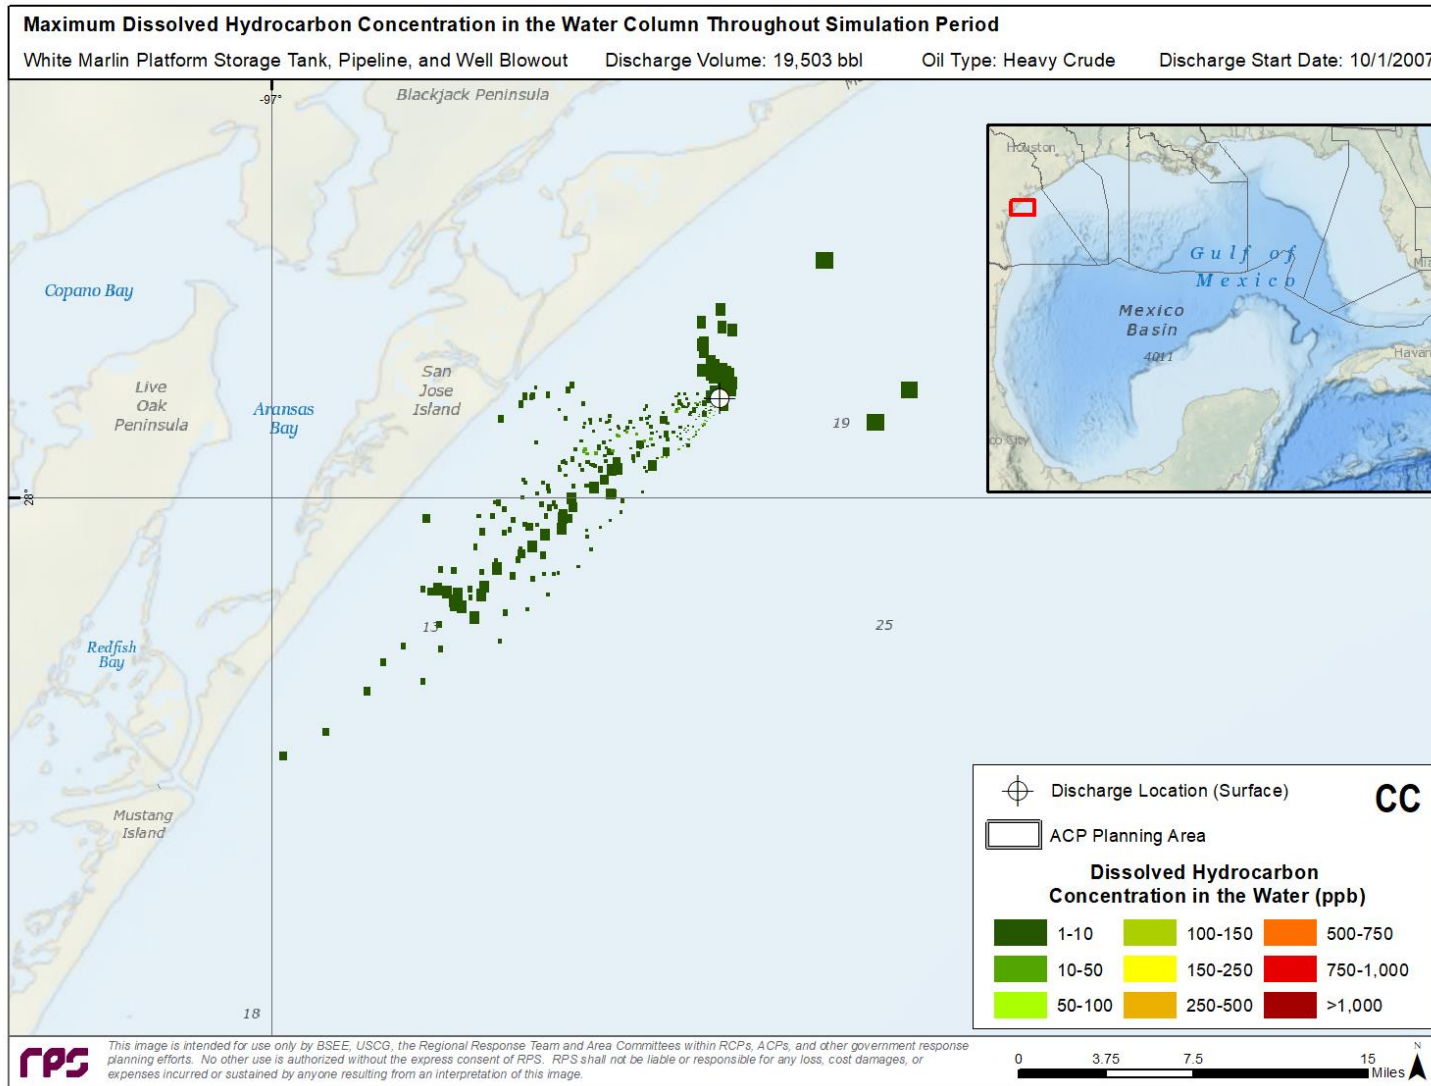 Maximum Dissolved Hydrocarbon Concentration in the Water Column Throughout Simulation Period
White Marlin Platform Storage Tank, Pipeline, and Well Blowout Discharge Volume: 19,503 bbl Oil Type: Heavy Crude Discharge Start Date: 10/1/2007
-97°
Blackjack Peninsula
Houston
Copano Bay
Gulf of
Mexico
Mexico
Basin
4011
Havan
Live
Oak
Peninsula
San
Jose
Island
Aransas
Bay
19
co City
28°
13
25
Redfish
Bay
Mustang
Island
18
Discharge Location (Surface)
CC
ACP Planning Area
Dissolved Hydrocarbon
Concentration in the Water (ppb)
1-10 100-150 500-750
10-50 150-250 750-1,000
50-100 250-500 >1,000
rps
This image is intended for use only by BSEE, USCG, the Regional Response Team and Area Committees within RCPs, ACPs, and other government response
planning efforts. No other use is authorized without the express consent of RPS. RPS shall not be liable or responsible for any loss, cost damages, or
expenses incurred or sustained by anyone resulting from an interpretation of this image.
0 3.75 7.5 15
Miles
N